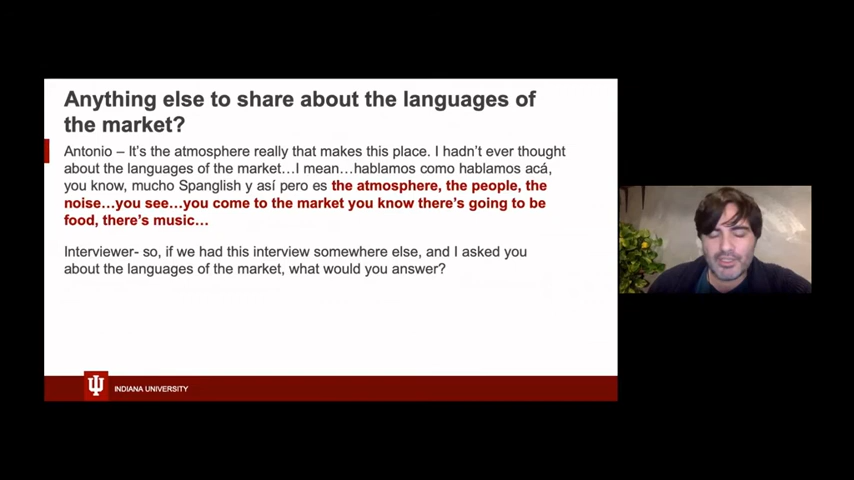 Anything else to share about the languages of
the market?
Antonio – It's the atmosphere really that makes this place. I hadn't ever thought
about the languages of the market…I mean…hablamos como hablamos acá,
you know, mucho Spanglish y así pero es the atmosphere, the people, the
noise…you see…you come to the market you know there's going to be
food, there's music…
Interviewer- so, if we had this interview somewhere else, and I asked you
about the languages of the market, what would you answer?
INDIANA UNIVERSITY